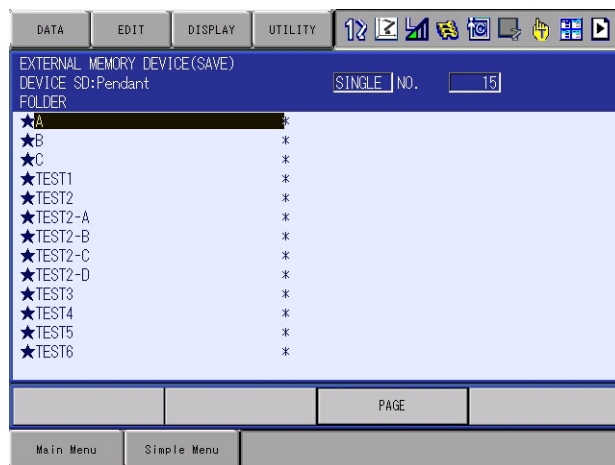 DATA EDIT DISPLAY UTILITY
EXTERNAL MEMORY DEVICE(SAVE)
DEVICE SD:Pendant SINGLE NO. 15
FOLDER
★A *
★B *
★C *
★TEST1 *
★TEST2 *
★TEST2-A *
★TEST2-B *
★TEST2-C *
★TEST2-D *
★TEST3 *
★TEST4 *
★TEST5 *
★TEST6 *
PAGE
Main Menu Simple Menu